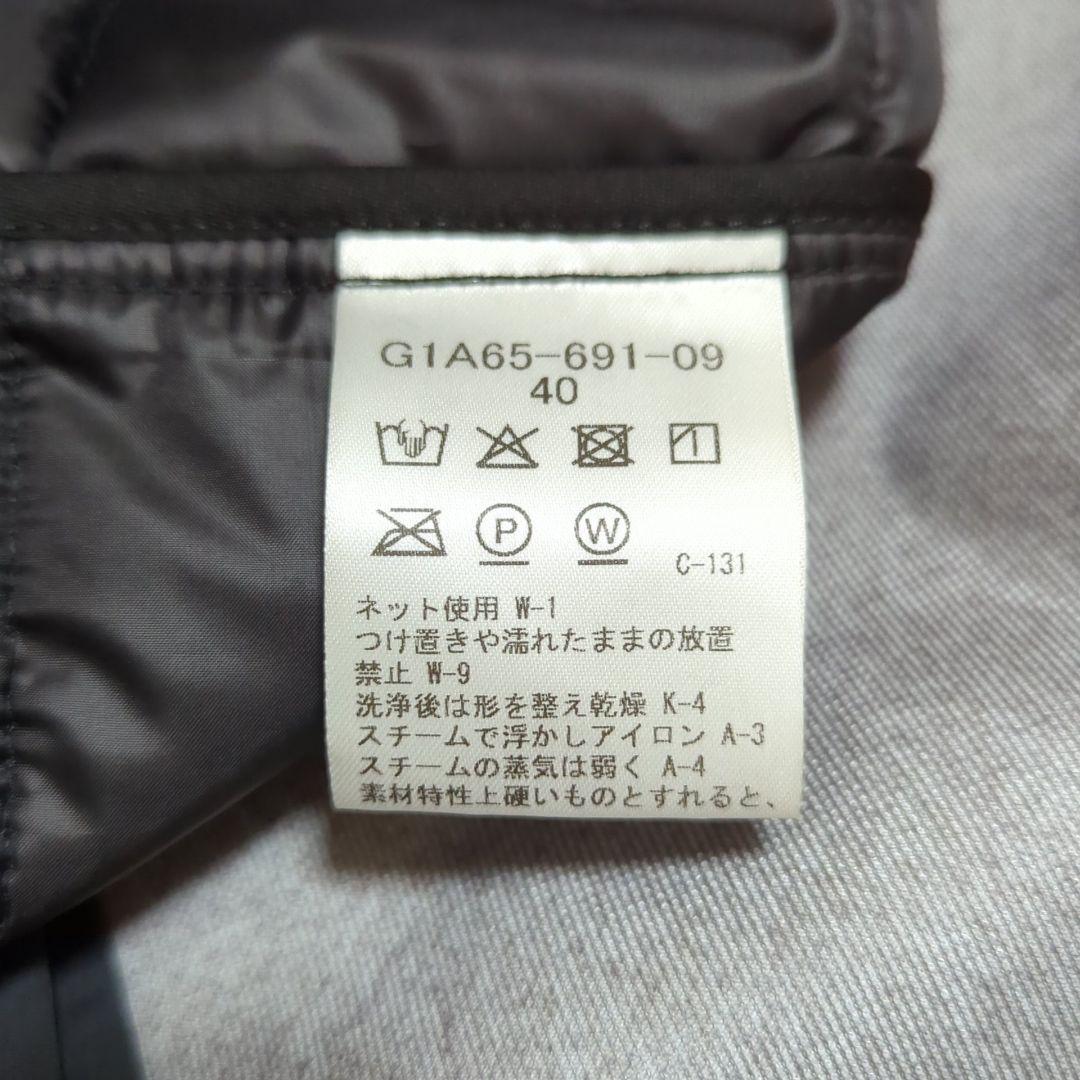 G1A65-691-09
40
P W
C-131
ネット使用 W-1
つけ置きや濡れたままの放置
禁止 W-9
洗浄後は形を整え乾燥 K-4
スチームで浮かしアイロン A-3
スチームの蒸気は弱く A-4
素材特性上硬いものとすれると、